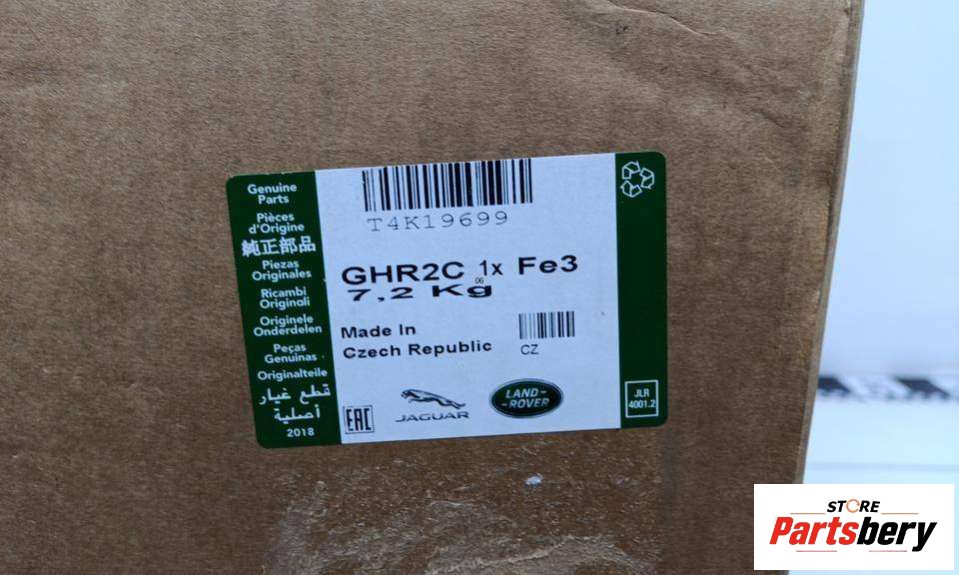 Genuine
Parts
Pièces
d'Origine
純正部品
Piezas
Originales
Ricambi
Originali
Originele
Onderdelen
Peças
Genuinas
Originalteile
قطع غيار
أصلية
2018
T4K19699
GHR2C 1x Fe3
06
7,2 Kg
Made In
Czech Republic
CZ
EAC
JAGUAR
LAND-
-ROVER
JLR
4001.2
STORE
Partsbery